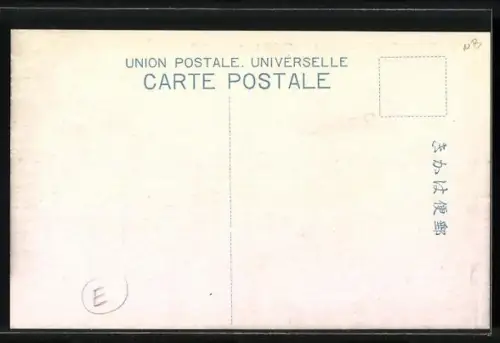 UNION POSTALE. UNIVERSELLE
CARTE POSTALE
郵便はかき
E